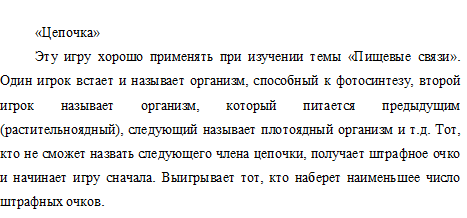 «Цепочка»
Эту игру хорошо применять при изучении темы «Пищевые связи».
Один игрок встает и называет организм, способный к фотосинтезу, второй
игрок называет организм, который питается предыдущим
(растительноядный), следующий называет плотоядный организм и т.д. Тот,
кто не сможет назвать следующего члена цепочки, получает штрафное очко
и начинает игру сначала. Выигрывает тот, кто наберет наименьшее число
штрафных очков.